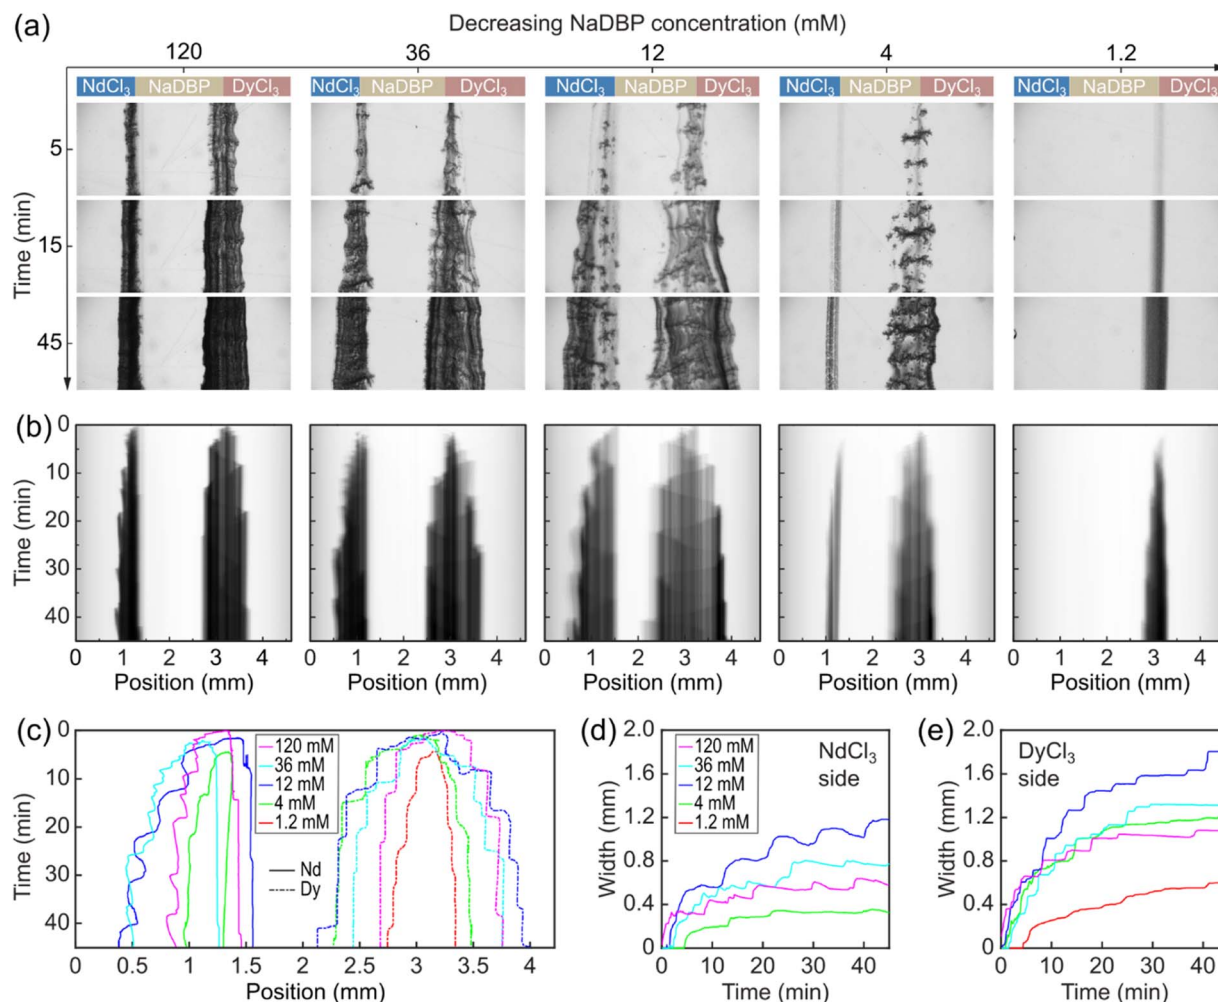 (a)
Decreasing NaDBP concentration (mM)
120 36 12 4 1.2
NdCl₃ NaDBP DyCl₃ NdCl₃ NaDBP DyCl₃ NdCl₃ NaDBP DyCl₃ NdCl₃ NaDBP DyCl₃ NdCl₃ NaDBP DyCl₃
Time (min)
5
15
45
(b)
Time (min)
0
10
20
30
40
0 1 2 3 4 0 1 2 3 4 0 1 2 3 4 0 1 2 3 4 0 1 2 3 4
Position (mm) Position (mm) Position (mm) Position (mm) Position (mm)
(c)
Time (min)
0
10
20
30
40
120 mM
36 mM
12 mM
4 mM
1.2 mM
Nd
Dy
0 0.5 1 1.5 2 2.5 3 3.5 4
Position (mm)
(d)
Width (mm)
2.0
1.6
1.2
0.8
0.4
0
120 mM
36 mM
12 mM
4 mM
1.2 mM
NdCl₃
side
0 10 20 30 40
Time (min)
(e)
Width (mm)
2.0
1.6
1.2
0.8
0.4
0
DyCl₃
side
0 10 20 30 40
Time (min)